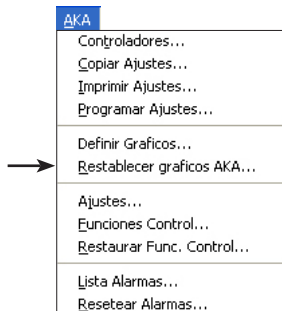 AKA
Controladores...
Copiar Ajustes...
Imprimir Ajustes...
Programar Ajustes...
Definir Graficos...
Restablecer graficos AKA...
Ajustes...
Funciones Control...
Restaurar Func. Control...
Lista Alarmas...
Resetear Alarmas...